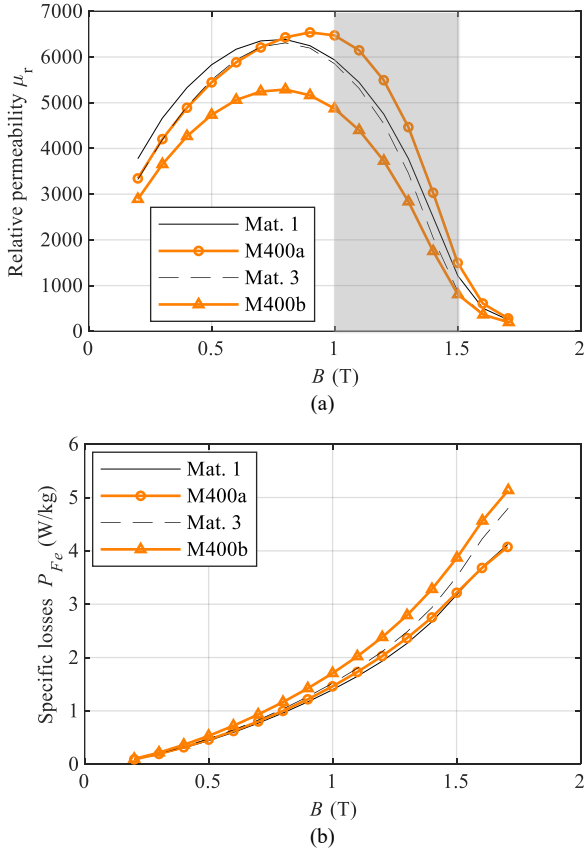 7000
6000
5000
4000
3000
2000
1000
0
Relative permeability μr
Mat. 1
M400a
Mat. 3
M400b
0 0.5 1 1.5 2
B (T)
(a)
6
5
4
3
2
1
0
Specific losses P_Fe (W/kg)
Mat. 1
M400a
Mat. 3
M400b
0 0.5 1 1.5 2
B (T)
(b)